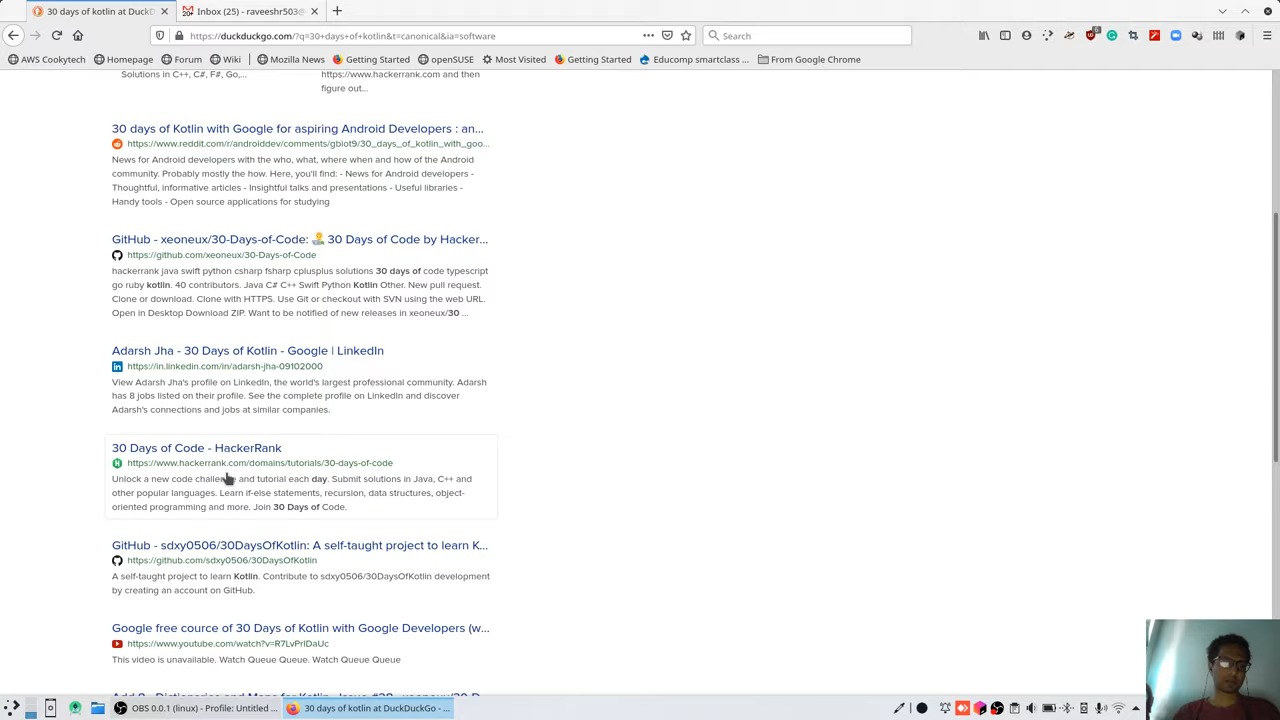 30 days of kotlin at DuckD
Inbox (25) - raveeshr503@
https://duckduckgo.com/?q=30+days+of+kotlin&t=canonical&ia=software
Search
AWS Cookytech
Homepage
Forum
Wiki
Mozilla News
Getting Started
openSUSE
Most Visited
Getting Started
Educomp smartclass ...
From Google Chrome
Solutions in C++, C#, F#, Go,...
https://www.hackerrank.com and then
figure out...
30 days of Kotlin with Google for aspiring Android Developers : an...
https://www.reddit.com/r/androiddev/comments/gbiot9/30_days_of_kotlin_with_goo...
News for Android developers with the who, what, where when and how of the Android
community. Probably mostly the how. Here, you'll find: - News for Android developers -
Thoughtful, informative articles - Insightful talks and presentations - Useful libraries -
Handy tools - Open source applications for studying
GitHub - xeoneux/30-Days-of-Code: 30 Days of Code by Hacker...
https://github.com/xeoneux/30-Days-of-Code
hackerrank java swift python csharp fsharp cplusplus solutions 30 days of code typescript
go ruby kotlin. 40 contributors. Java C# C++ Swift Python Kotlin Other. New pull request.
Clone or download. Clone with HTTPS. Use Git or checkout with SVN using the web URL.
Open in Desktop Download ZIP. Want to be notified of new releases in xeoneux/30 ...
Adarsh Jha - 30 Days of Kotlin - Google | LinkedIn
https://in.linkedin.com/in/adarsh-jha-09102000
View Adarsh Jha's profile on LinkedIn, the world's largest professional community. Adarsh
has 8 jobs listed on their profile. See the complete profile on LinkedIn and discover
Adarsh's connections and jobs at similar companies.
30 Days of Code - HackerRank
https://www.hackerrank.com/domains/tutorials/30-days-of-code
Unlock a new code challenge and tutorial each day. Submit solutions in Java, C++ and
other popular languages. Learn if-else statements, recursion, data structures, object-
oriented programming and more. Join 30 Days of Code.
GitHub - sdxy0506/30DaysOfKotlin: A self-taught project to learn K...
https://github.com/sdxy0506/30DaysOfKotlin
A self-taught project to learn Kotlin. Contribute to sdxy0506/30DaysOfKotlin development
by creating an account on GitHub.
Google free cource of 30 Days of Kotlin with Google Developers (w...
https://www.youtube.com/watch?v=R7LvPrlDaUc
This video is unavailable. Watch Queue Queue. Watch Queue Queue
OBS 0.0.1 (linux) - Profile: Untitled ...
30 days of kotlin at DuckDuckGo - ...